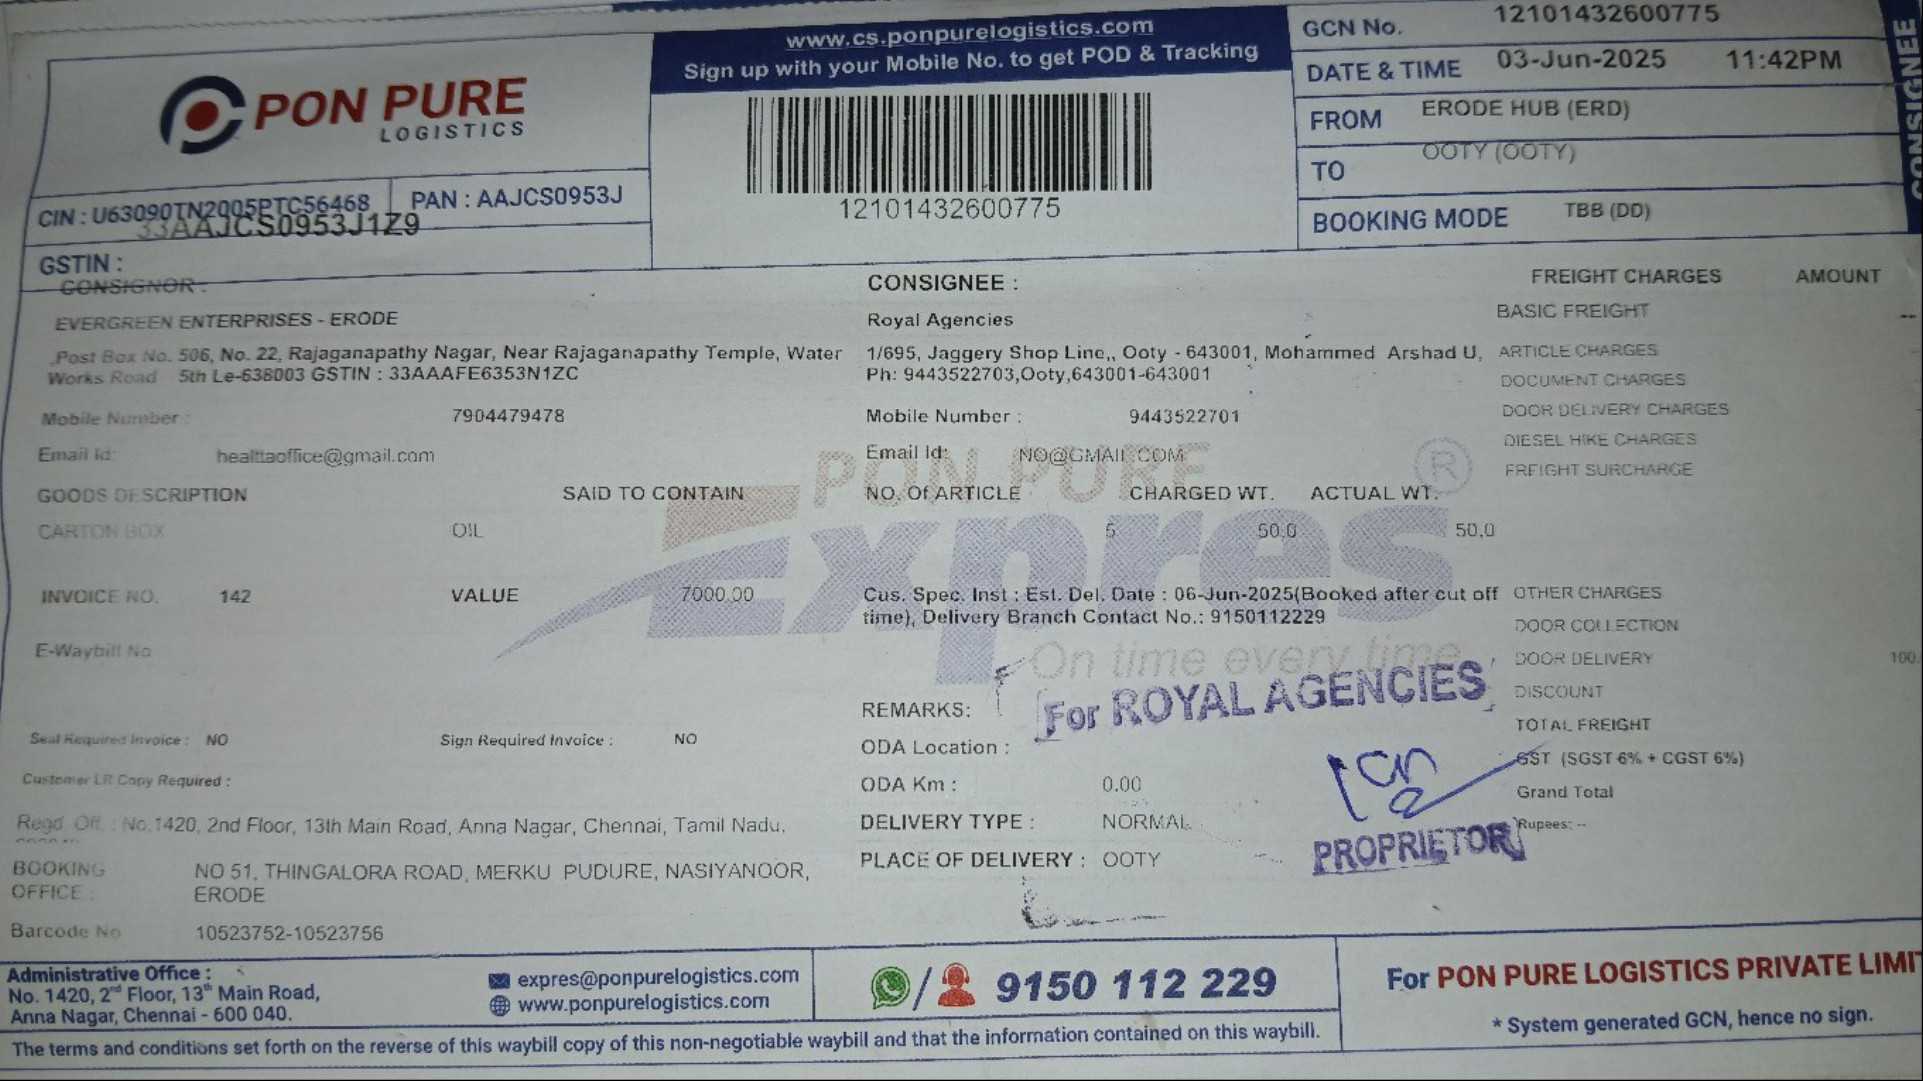 PON PURE
LOGISTICS
www.cs.ponpurelogistics.com
Sign up with your Mobile No. to get POD & Tracking
12101432600775
GCN No. 12101432600775
DATE & TIME 03-Jun-2025 11:42PM
FROM ERODE HUB (ERD)
TO OOTY (OOTY)
BOOKING MODE TBB (DD)
CONSIGNEE
CIN : U63090TN2005PTC56468 PAN : AAJCS0953J
33AAJCS0953J1Z9
GSTIN :
CONSIGNOR :
EVERGREEN ENTERPRISES - ERODE
Post Box No. 506, No. 22, Rajaganapathy Nagar, Near Rajaganapathy Temple, Water
Works Road 5th Le-638003 GSTIN : 33AAAFE6353N1ZC
Mobile Number : 7904479478
Email Id: healttaoffice@gmail.com
CONSIGNEE :
Royal Agencies
1/695, Jaggery Shop Line,, Ooty - 643001, Mohammed Arshad U,
Ph: 9443522703,Ooty,643001-643001
Mobile Number : 9443522701
Email Id: NO@GMAIL.COM
FREIGHT CHARGES AMOUNT
BASIC FREIGHT --
ARTICLE CHARGES
DOCUMENT CHARGES
DOOR DELIVERY CHARGES
DIESEL HIKE CHARGES
FREIGHT SURCHARGE
PON PURE ®
Expres
On time every time
GOODS DESCRIPTION SAID TO CONTAIN NO. Of ARTICLE CHARGED WT. ACTUAL WT.
CARTON BOX OIL 5 50.0 50.0
INVOICE NO. 142 VALUE 7000.00
Cus. Spec. Inst : Est. Del. Date : 06-Jun-2025(Booked after cut off
time), Delivery Branch Contact No.: 9150112229
E-Waybill No
OTHER CHARGES
DOOR COLLECTION
DOOR DELIVERY 100.
DISCOUNT
TOTAL FREIGHT
GST (SGST 6% + CGST 6%)
Grand Total
Rupees: --
Seal Required Invoice : NO Sign Required Invoice : NO
Customer LR Copy Required :
REMARKS:
ODA Location :
ODA Km : 0.00
DELIVERY TYPE : NORMAL
PLACE OF DELIVERY : OOTY
For ROYAL AGENCIES
PROPRIETOR
Regd. Off. : No.1420, 2nd Floor, 13th Main Road, Anna Nagar, Chennai, Tamil Nadu,
BOOKING OFFICE : NO 51, THINGALORA ROAD, MERKU PUDURE, NASIYANOOR,
ERODE
Barcode No 10523752-10523756
Administrative Office :
No. 1420, 2nd Floor, 13th Main Road,
Anna Nagar, Chennai - 600 040.
expres@ponpurelogistics.com
www.ponpurelogistics.com
/ 9150 112 229
For PON PURE LOGISTICS PRIVATE LIMI
* System generated GCN, hence no sign.
The terms and conditions set forth on the reverse of this waybill copy of this non-negotiable waybill and that the information contained on this waybill.